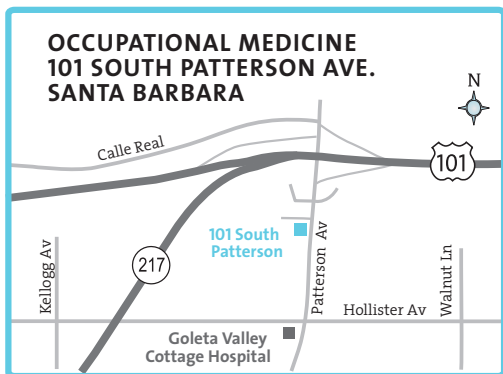 OCCUPATIONAL MEDICINE
101 SOUTH PATTERSON AVE.
SANTA BARBARA
N
Calle Real
101
101 South
Patterson
Patterson Av
Kellogg Av
217
Walnut Ln
Hollister Av
Goleta Valley
Cottage Hospital